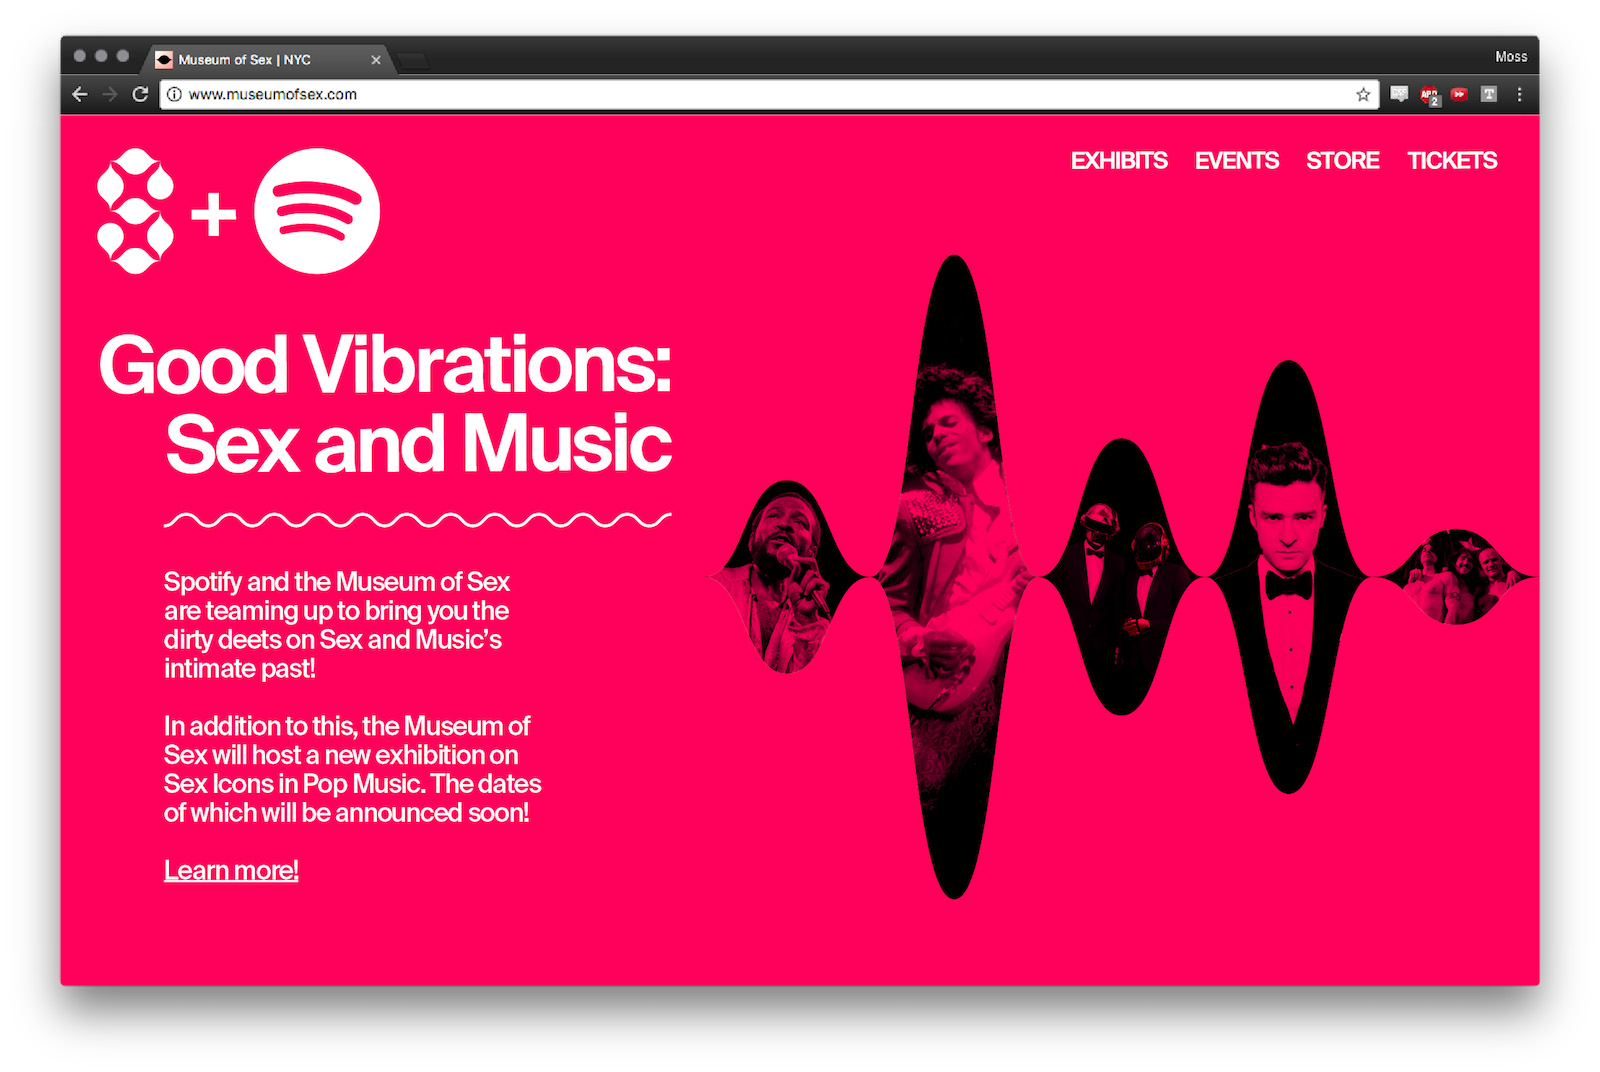 Museum of Sex | NYC
Moss
www.museumofsex.com
2
EXHIBITS EVENTS STORE TICKETS
Good Vibrations:
Sex and Music
Spotify and the Museum of Sex
are teaming up to bring you the
dirty deets on Sex and Music’s
intimate past!
In addition to this, the Museum of
Sex will host a new exhibition on
Sex Icons in Pop Music. The dates
of which will be announced soon!
Learn more!